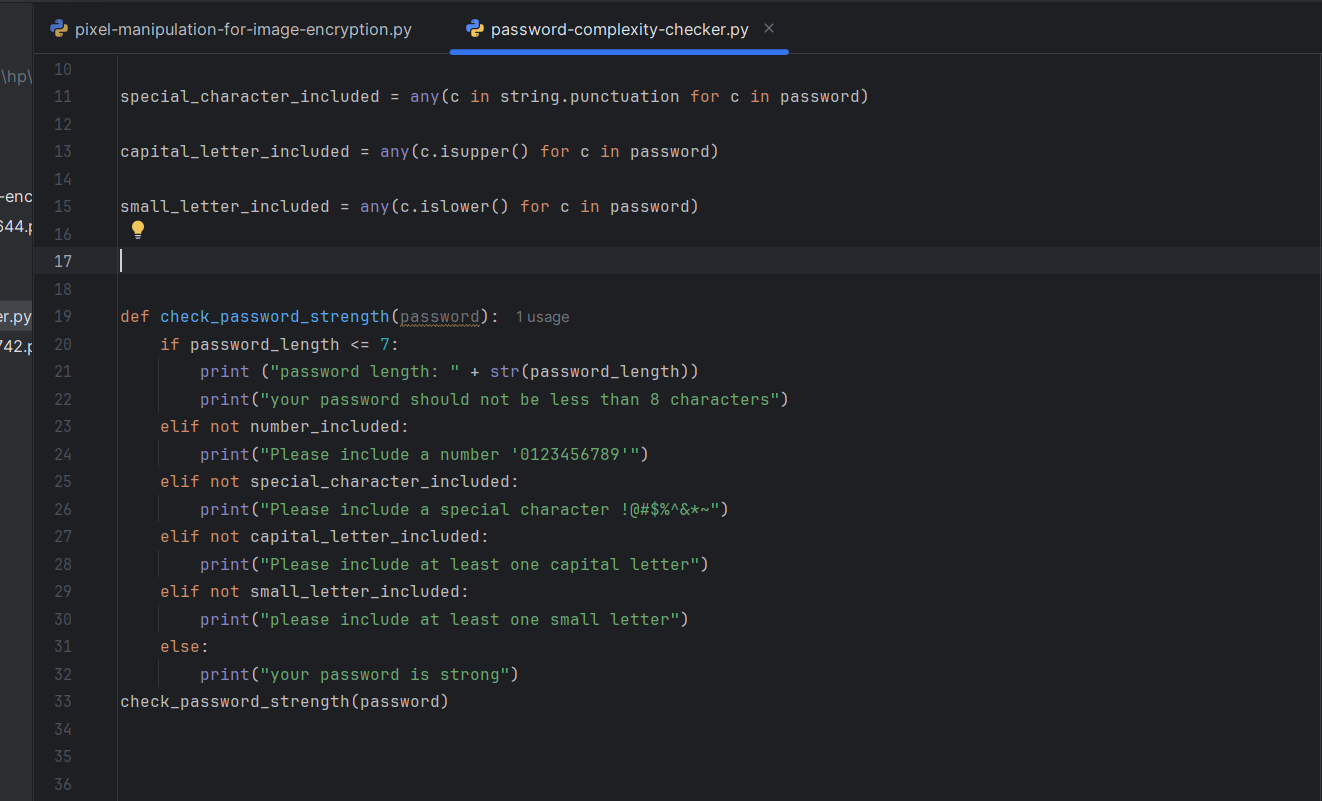 pixel-manipulation-for-image-encryption.py password-complexity-checker.py
\hp\
-enc
644.p
er.py
742.p
10
11 special_character_included = any(c in string.punctuation for c in password)
12
13 capital_letter_included = any(c.isupper() for c in password)
14
15 small_letter_included = any(c.islower() for c in password)
16
17
18
19 def check_password_strength(password): 1 usage
20 if password_length <= 7:
21 print ("password length: " + str(password_length))
22 print("your password should not be less than 8 characters")
23 elif not number_included:
24 print("Please include a number '0123456789'")
25 elif not special_character_included:
26 print("Please include a special character !@#$%^&*~")
27 elif not capital_letter_included:
28 print("Please include at least one capital letter")
29 elif not small_letter_included:
30 print("please include at least one small letter")
31 else:
32 print("your password is strong")
33 check_password_strength(password)
34
35
36